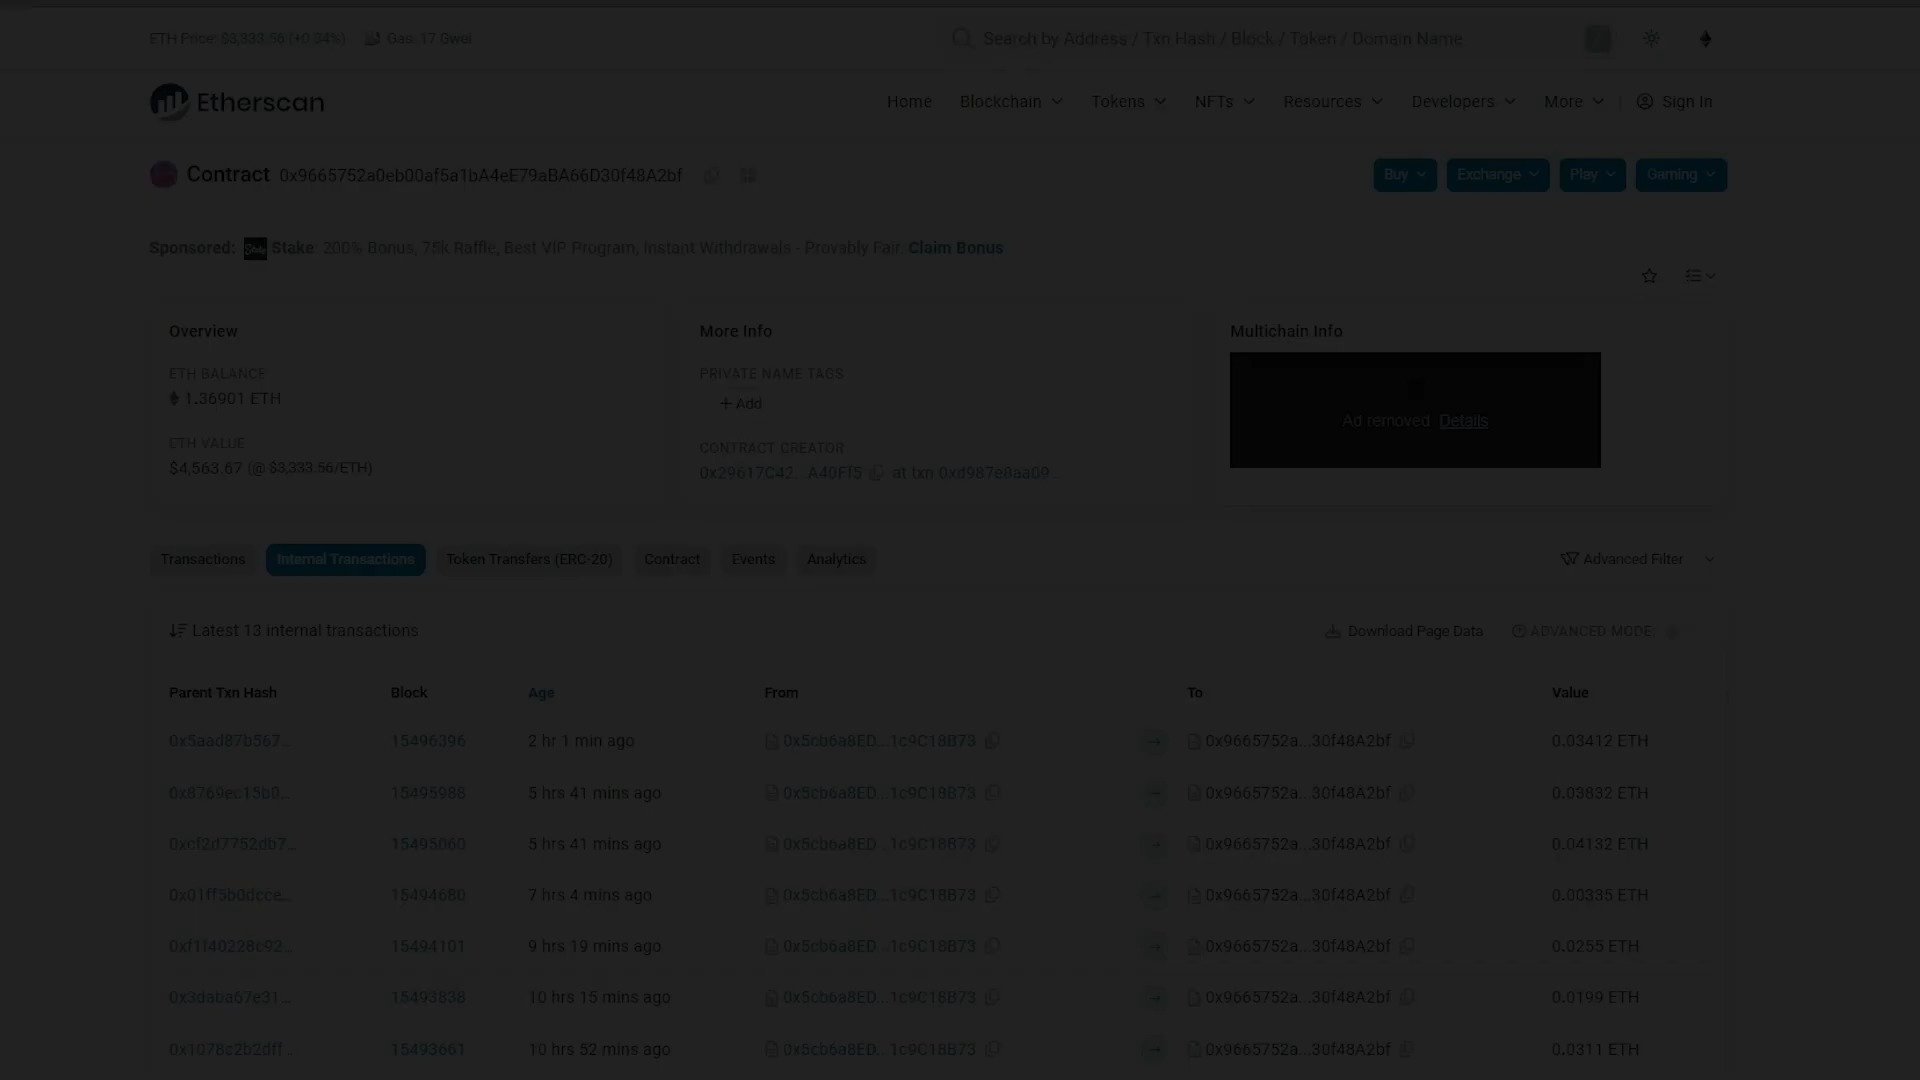 ETH Price: $3,333.56 (+0.84%) Gas: 17 Gwei
Search by Address / Txn Hash / Block / Token / Domain Name
Etherscan
Home Blockchain Tokens NFTs Resources Developers More Sign In
Contract 0x9665752a0eb00af5a1bA4eE79aBA66D30f48A2bf
Buy Exchange Play Gaming
Sponsored: Stake: 200% Bonus, 75k Raffle, Best VIP Program, Instant Withdrawals - Provably Fair. Claim Bonus
Overview
ETH BALANCE
1.36901 ETH
ETH VALUE
$4,563.67 (@ $3,333.56/ETH)
More Info
PRIVATE NAME TAGS
+ Add
CONTRACT CREATOR
0x29617C42...A40Ff5 at txn 0xd987e8aa09...
Multichain Info
Ad removed. Details
Transactions Internal Transactions Token Transfers (ERC-20) Contract Events Analytics
Advanced Filter
Latest 13 internal transactions
Download Page Data ADVANCED MODE:
Parent Txn Hash Block Age From To Value
0x5aad87b567... 15496396 2 hr 1 min ago 0x5cb6a8ED...1c9C18B73 0x9665752a...30f48A2bf 0.03412 ETH
0x8769ec15b0... 15495988 5 hrs 41 mins ago 0x5cb6a8ED...1c9C18B73 0x9665752a...30f48A2bf 0.03832 ETH
0xcf2d7752db7... 15495060 5 hrs 41 mins ago 0x5cb6a8ED...1c9C18B73 0x9665752a...30f48A2bf 0.04132 ETH
0x01ff5b0dcce... 15494680 7 hrs 4 mins ago 0x5cb6a8ED...1c9C18B73 0x9665752a...30f48A2bf 0.00335 ETH
0xf1f40228c92... 15494101 9 hrs 19 mins ago 0x5cb6a8ED...1c9C18B73 0x9665752a...30f48A2bf 0.0255 ETH
0x3daba67e31... 15493838 10 hrs 15 mins ago 0x5cb6a8ED...1c9C18B73 0x9665752a...30f48A2bf 0.0199 ETH
0x1078c2b2dff... 15493661 10 hrs 52 mins ago 0x5cb6a8ED...1c9C18B73 0x9665752a...30f48A2bf 0.0311 ETH